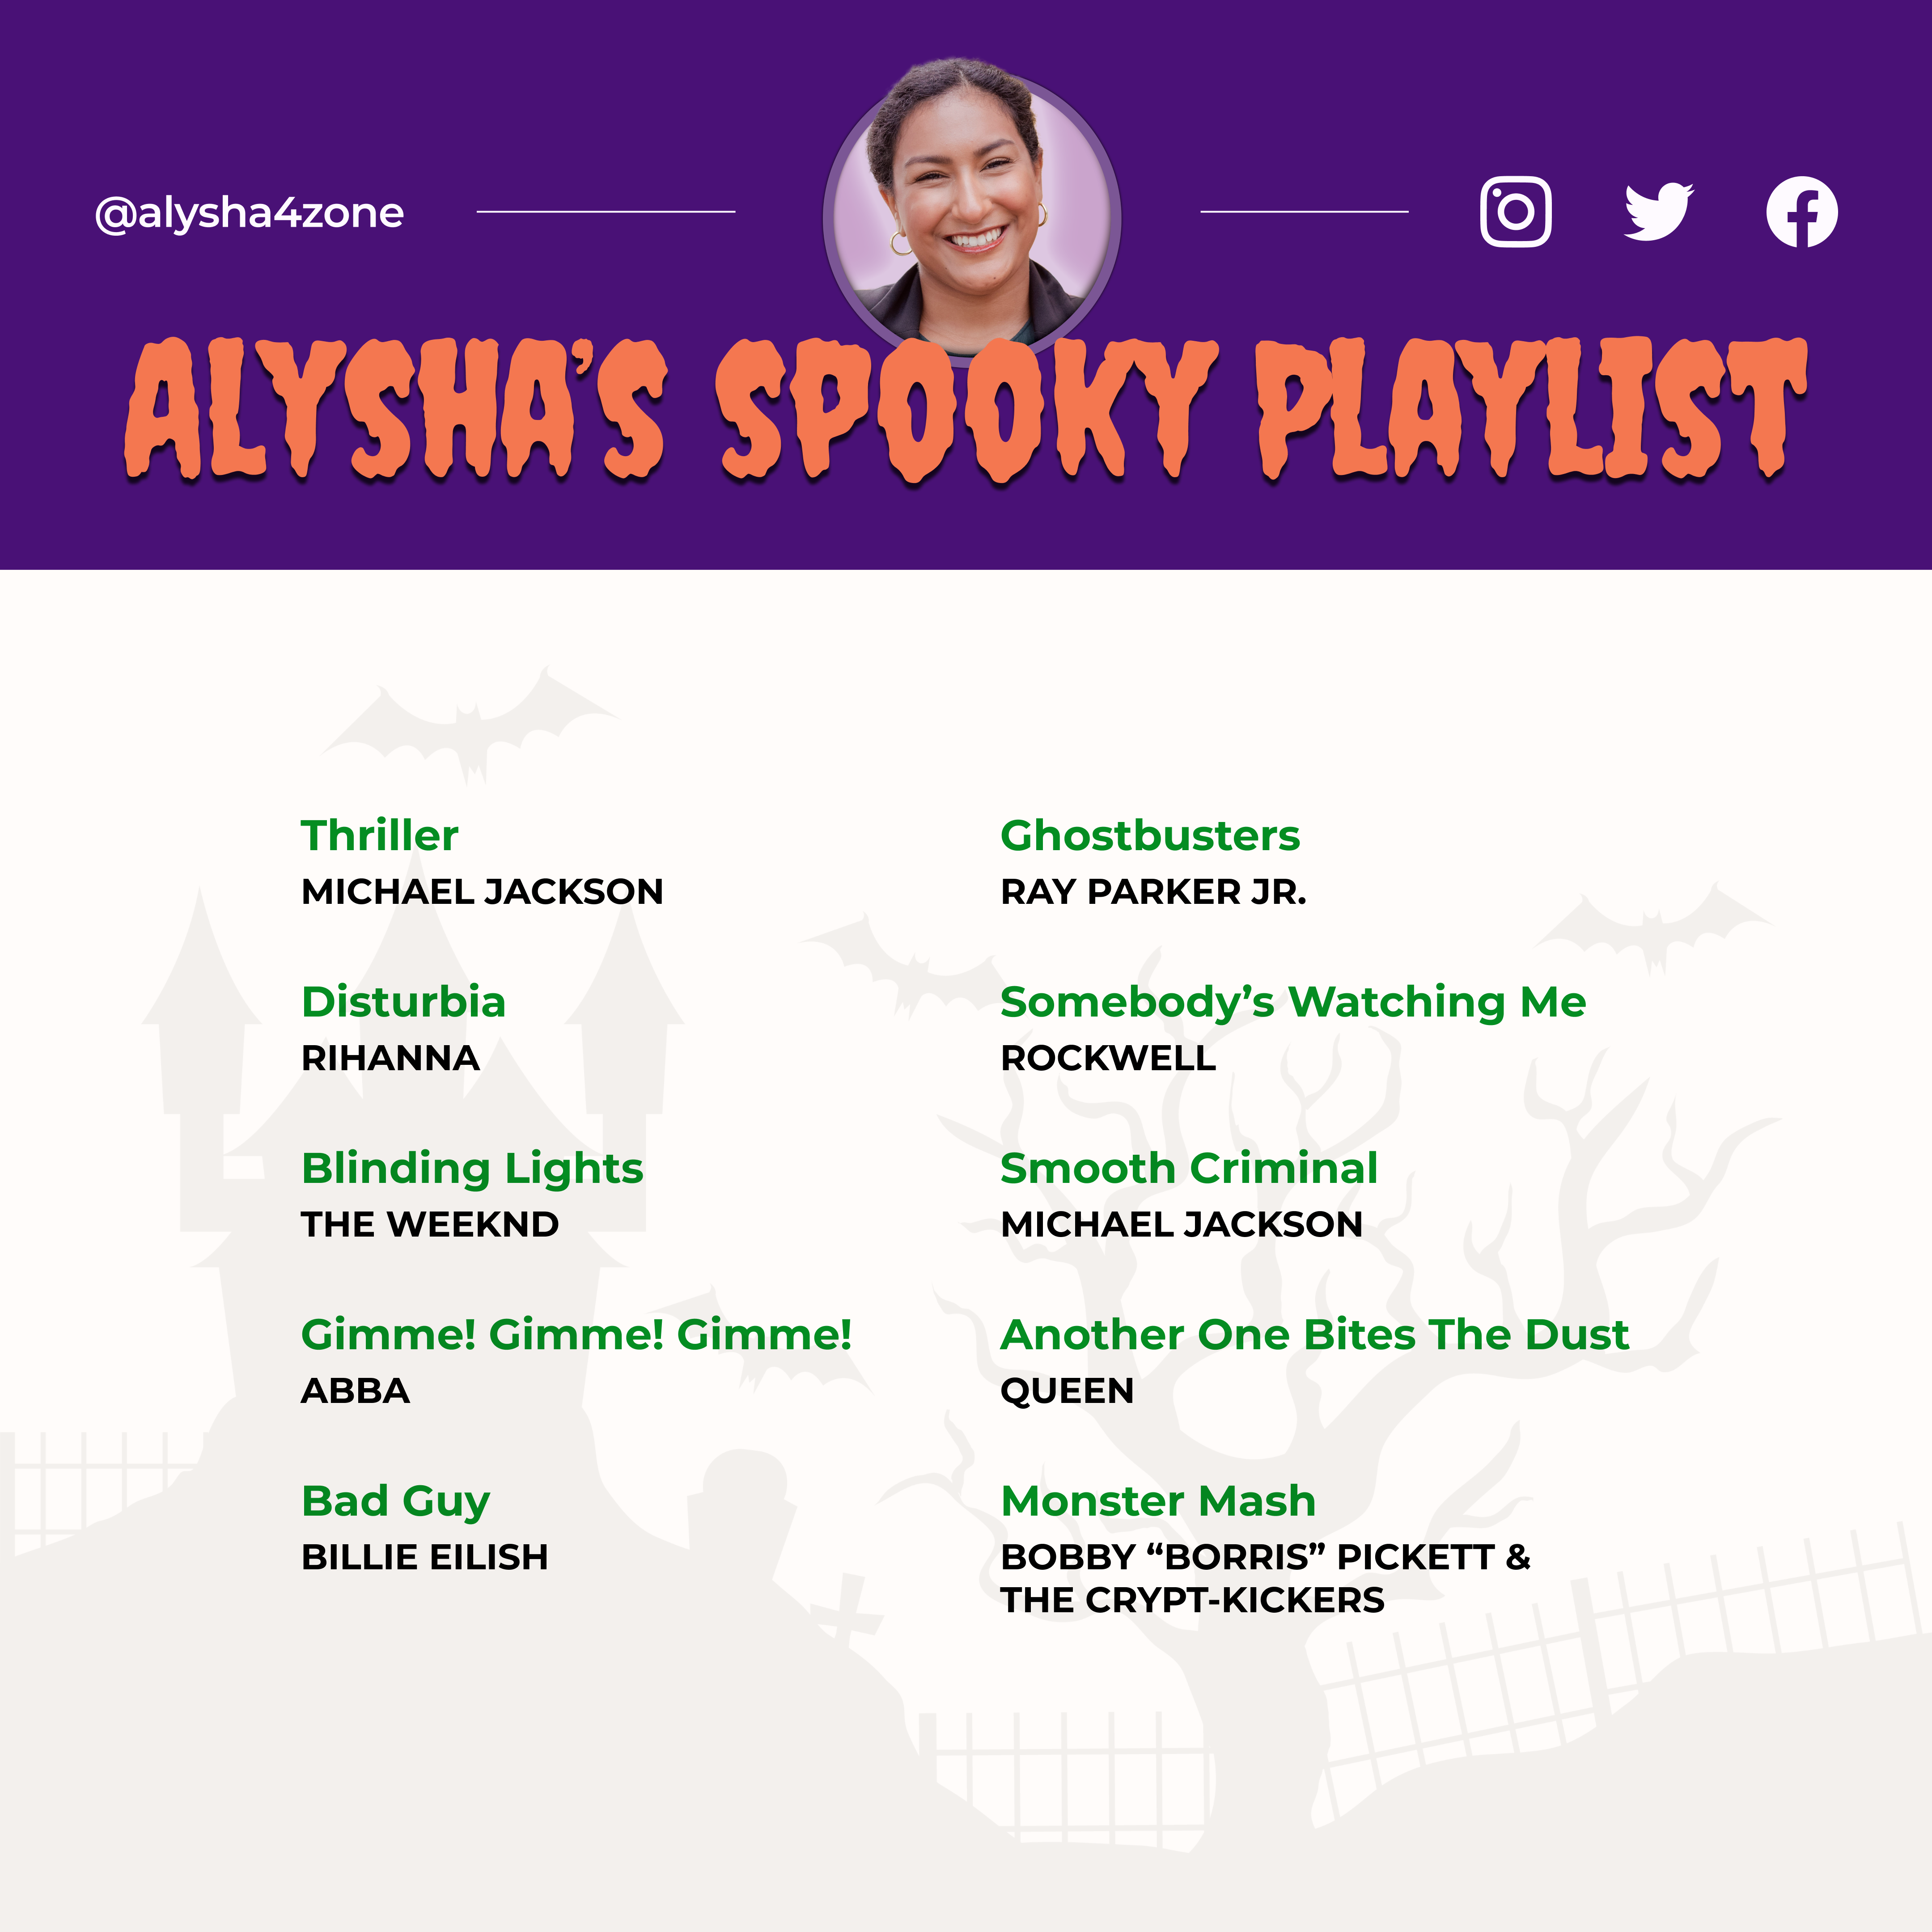 @alysha4zone
ALYSHA'S SPOOKY PLAYLIST
Thriller
MICHAEL JACKSON
Disturbia
RIHANNA
Blinding Lights
THE WEEKND
Gimme! Gimme! Gimme!
ABBA
Bad Guy
BILLIE EILISH
Ghostbusters
RAY PARKER JR.
Somebody’s Watching Me
ROCKWELL
Smooth Criminal
MICHAEL JACKSON
Another One Bites The Dust
QUEEN
Monster Mash
BOBBY “BORRIS” PICKETT &
THE CRYPT-KICKERS